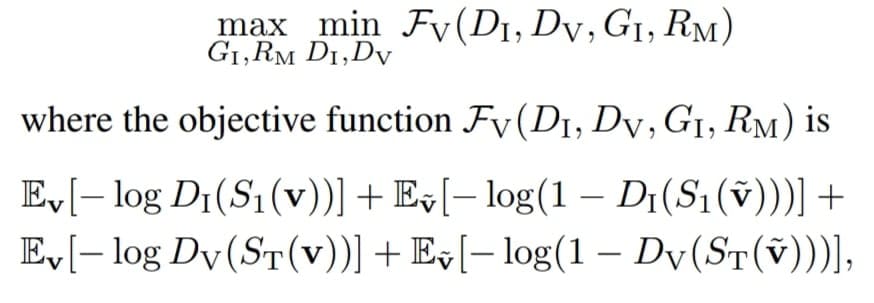 max min ℱ_V(D_I, D_V, G_I, R_M)
G_I,R_M D_I,D_V
where the objective function ℱ_V(D_I, D_V, G_I, R_M) is
𝔼_v[− log D_I(S_1(v))] + 𝔼_ṽ[− log(1 − D_I(S_1(ṽ)))] +
𝔼_v[− log D_V(S_T(v))] + 𝔼_ṽ[− log(1 − D_V(S_T(ṽ)))],